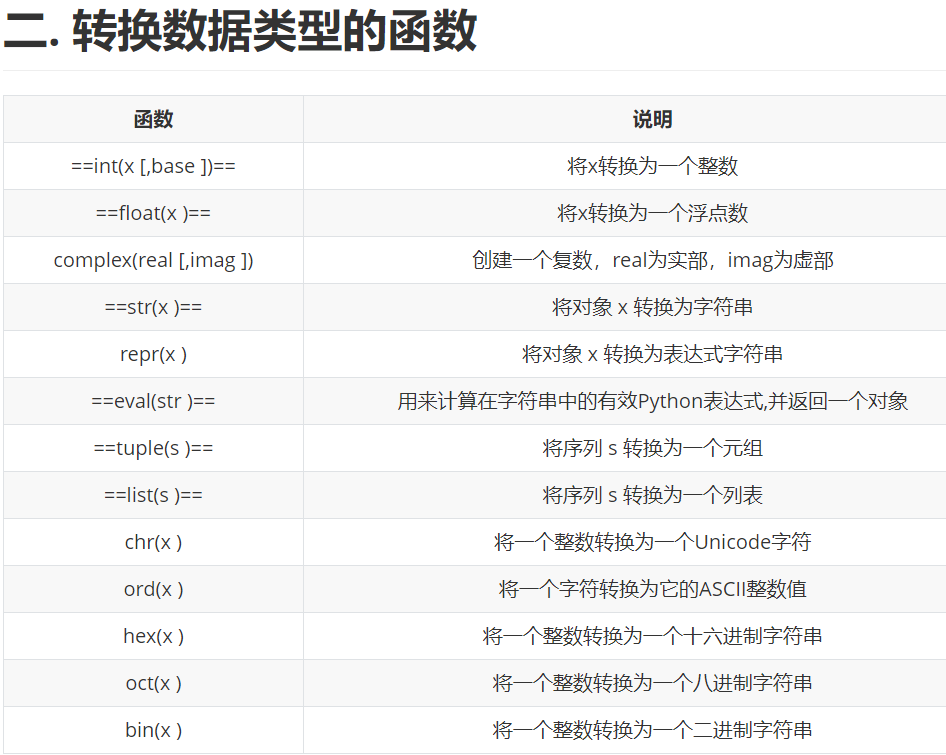 二. 转换数据类型的函数
函数 说明
==int(x [,base ])== 将x转换为一个整数
==float(x )== 将x转换为一个浮点数
complex(real [,imag ]) 创建一个复数，real为实部，imag为虚部
==str(x )== 将对象 x 转换为字符串
repr(x ) 将对象 x 转换为表达式字符串
==eval(str )== 用来计算在字符串中的有效Python表达式,并返回一个对象
==tuple(s )== 将序列 s 转换为一个元组
==list(s )== 将序列 s 转换为一个列表
chr(x ) 将一个整数转换为一个Unicode字符
ord(x ) 将一个字符转换为它的ASCII整数值
hex(x ) 将一个整数转换为一个十六进制字符串
oct(x ) 将一个整数转换为一个八进制字符串
bin(x ) 将一个整数转换为一个二进制字符串